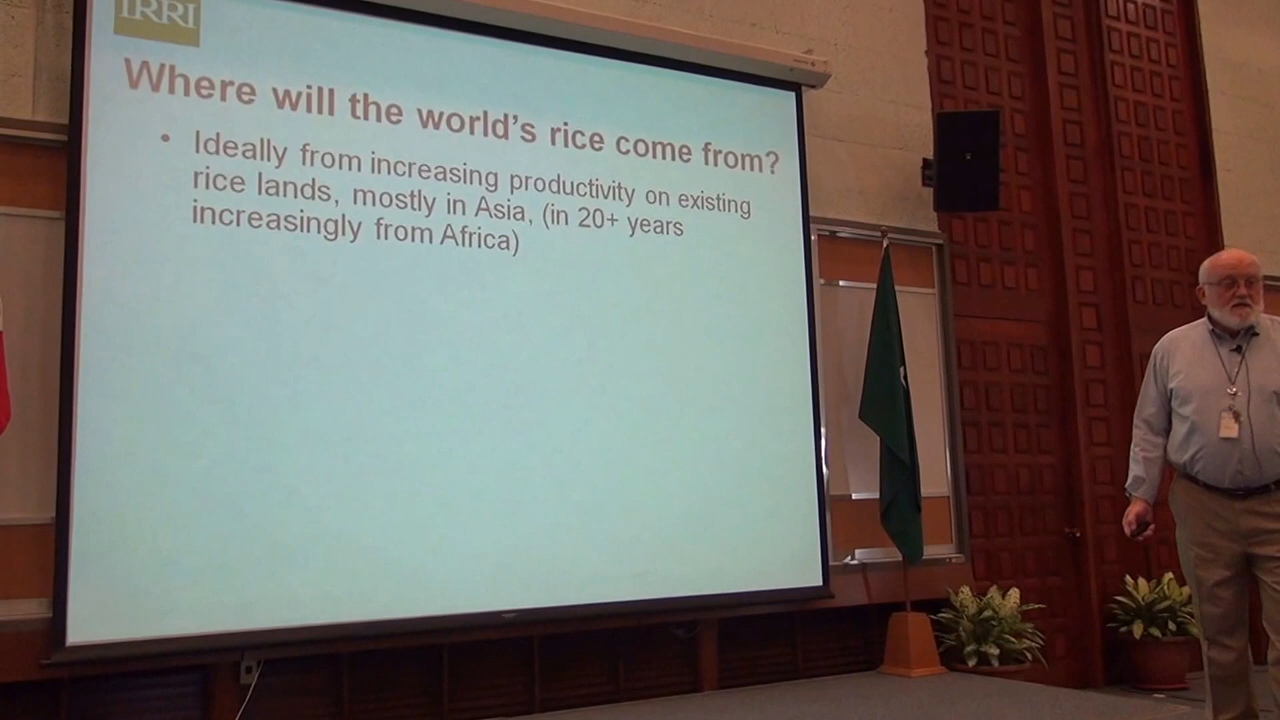 IRRI
Where will the world's rice come from?
• Ideally from increasing productivity on existing
rice lands, mostly in Asia, (in 20+ years
increasingly from Africa)